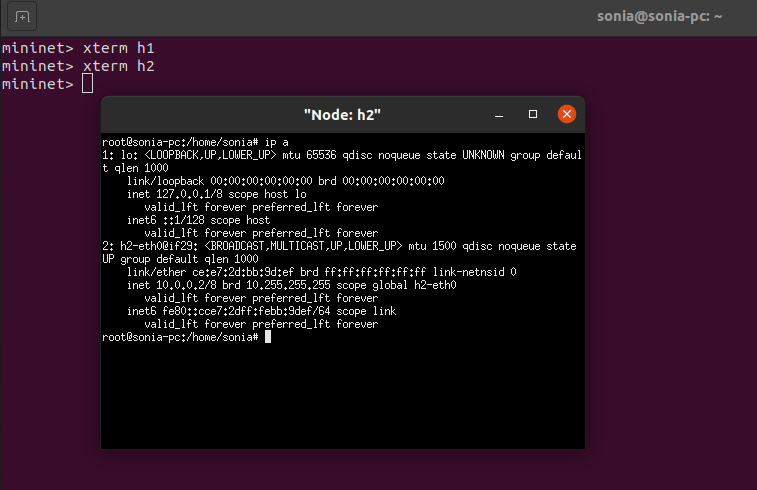 sonia@sonia-pc: ~
mininet> xterm h1
mininet> xterm h2
mininet>
"Node: h2"
root@sonia-pc:/home/sonia# ip a
1: lo: <LOOPBACK,UP,LOWER_UP> mtu 65536 qdisc noqueue state UNKNOWN group defaul
t qlen 1000
    link/loopback 00:00:00:00:00:00 brd 00:00:00:00:00:00
    inet 127.0.0.1/8 scope host lo
       valid_lft forever preferred_lft forever
    inet6 ::1/128 scope host
       valid_lft forever preferred_lft forever
2: h2-eth0@if29: <BROADCAST,MULTICAST,UP,LOWER_UP> mtu 1500 qdisc noqueue state
UP group default qlen 1000
    link/ether ce:e7:2d:bb:9d:ef brd ff:ff:ff:ff:ff:ff link-netnsid 0
    inet 10.0.0.2/8 brd 10.255.255.255 scope global h2-eth0
       valid_lft forever preferred_lft forever
    inet6 fe80::cce7:2dff:febb:9def/64 scope link
       valid_lft forever preferred_lft forever
root@sonia-pc:/home/sonia#